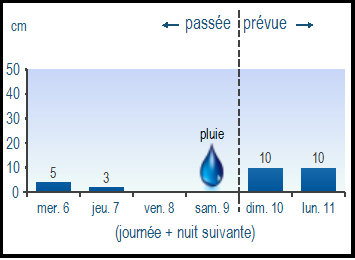 ← passée prévue →
cm
50
40
30
20
10
0
5
3
pluie
10
10
mer. 6
jeu. 7
ven. 8
sam. 9
dim. 10
lun. 11
(journée + nuit suivante)